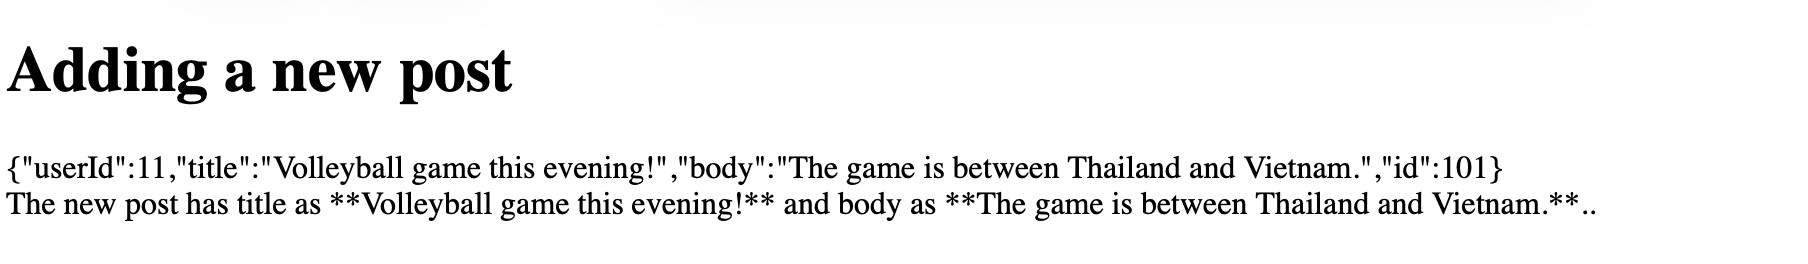 Adding a new post
{"userId":11,"title":"Volleyball game this evening!","body":"The game is between Thailand and Vietnam.","id":101}
The new post has title as **Volleyball game this evening!** and body as **The game is between Thailand and Vietnam.**..